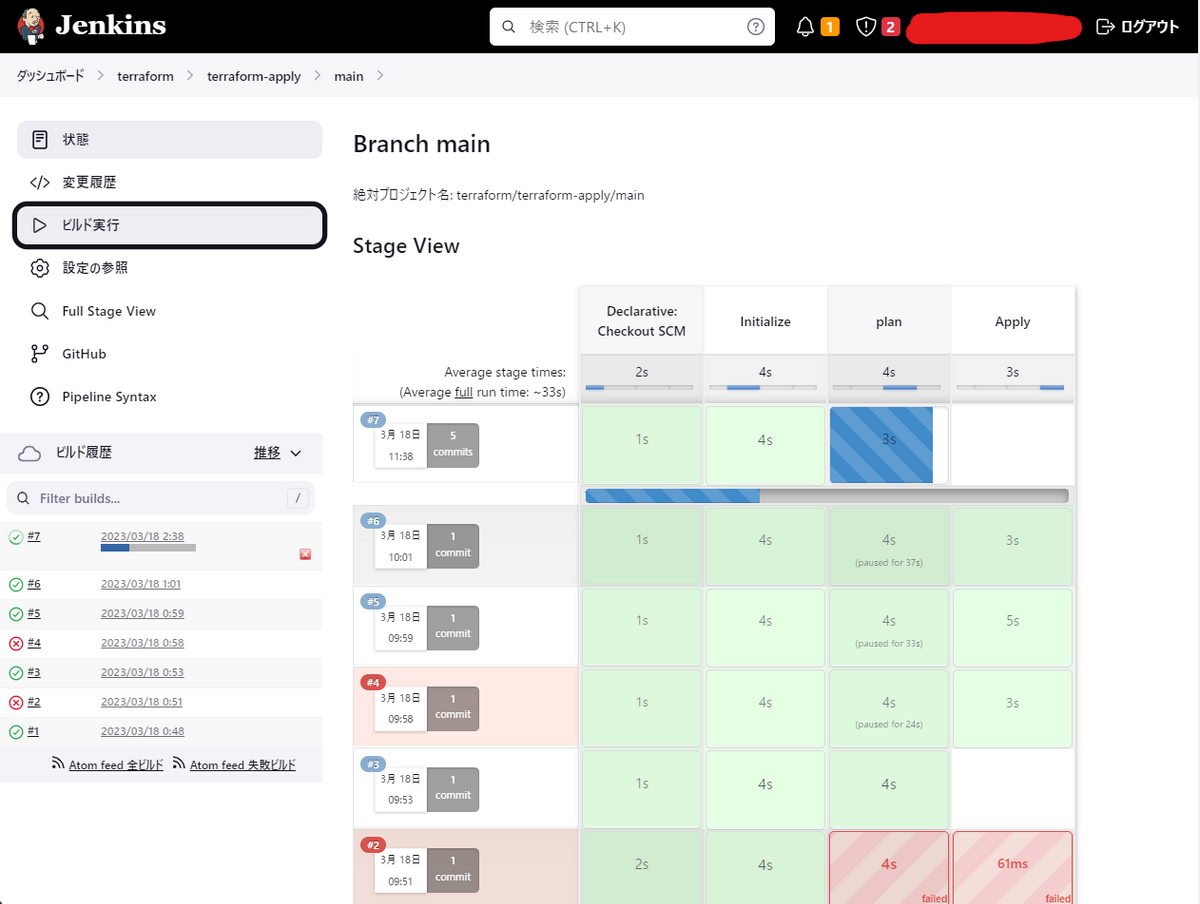 Jenkins
検索 (CTRL+K)
1
2
ログアウト
ダッシュボード
terraform
terraform-apply
main
状態
変更履歴
ビルド実行
設定の参照
Full Stage View
GitHub
Pipeline Syntax
ビルド履歴
推移
Filter builds...
/
#7
2023/03/18 2:38
#6
2023/03/18 1:01
#5
2023/03/18 0:59
#4
2023/03/18 0:58
#3
2023/03/18 0:53
#2
2023/03/18 0:51
#1
2023/03/18 0:48
Atom feed 全ビルド
Atom feed 失敗ビルド
Branch main
絶対プロジェクト名: terraform/terraform-apply/main
Stage View
Declarative: Checkout SCM
Initialize
plan
Apply
Average stage times:
(Average full run time: ~33s)
2s
4s
4s
3s
#7
3月 18日
11:38
5
commits
1s
4s
3s
#6
3月 18日
10:01
1
commit
1s
4s
4s
(paused for 37s)
3s
#5
3月 18日
09:59
1
commit
1s
4s
4s
(paused for 33s)
5s
#4
3月 18日
09:58
1
commit
1s
4s
4s
(paused for 24s)
3s
#3
3月 18日
09:53
1
commit
1s
4s
4s
#2
3月 18日
09:51
1
commit
2s
4s
4s
failed
61ms
failed